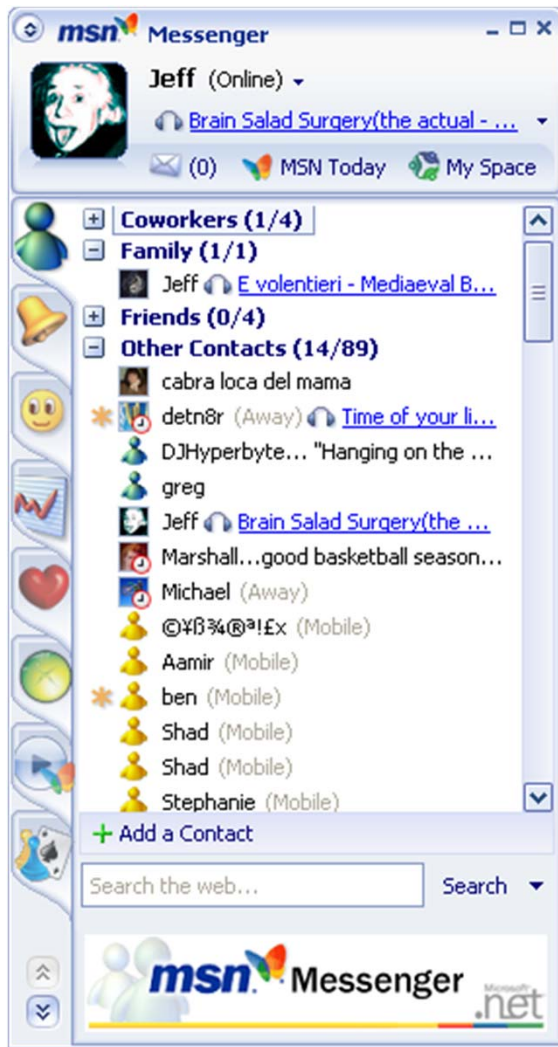 msn Messenger
Jeff (Online)
Brain Salad Surgery(the actual - ...
(0) MSN Today My Space
Coworkers (1/4)
Family (1/1)
Jeff E volentieri - Mediaeval B...
Friends (0/4)
Other Contacts (14/89)
cabra loca del mama
detn8r (Away) Time of your li...
DJHyperbyte... "Hanging on the ...
greg
Jeff Brain Salad Surgery(the ...
Marshall...good basketball season...
Michael (Away)
©¥ß¾®ª!£x (Mobile)
Aamir (Mobile)
ben (Mobile)
Shad (Mobile)
Shad (Mobile)
Stephanie (Mobile)
Add a Contact
Search the web... Search
msn Messenger
Microsoft .net